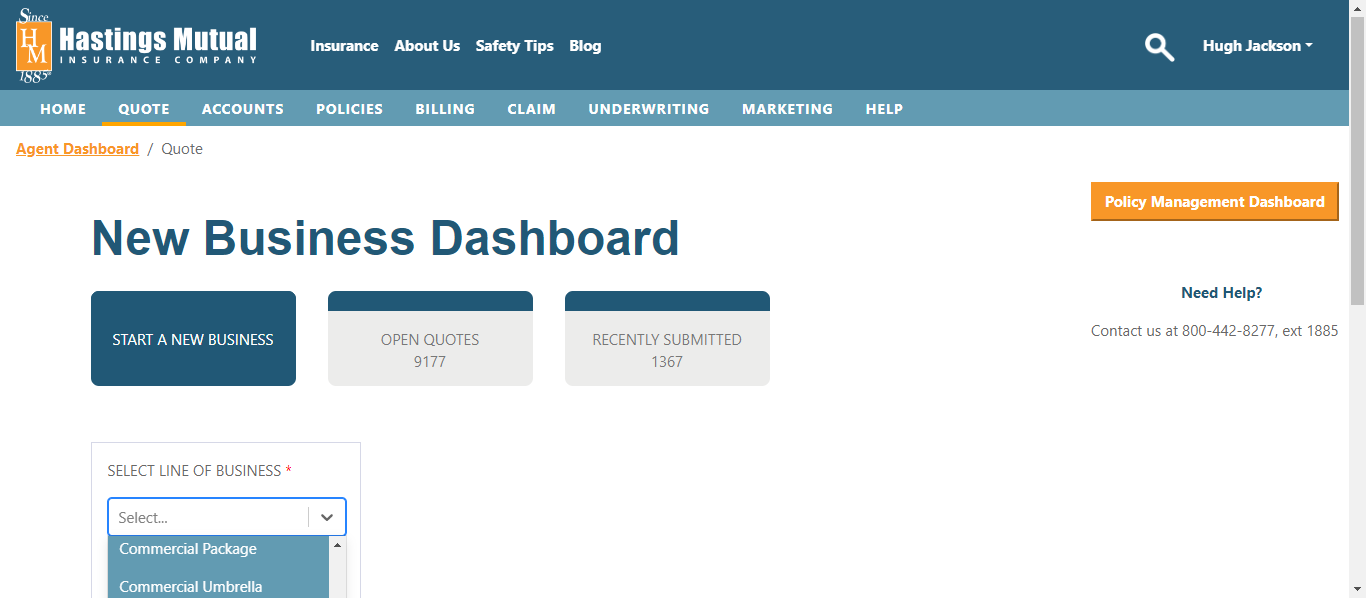 Since
HM
1885
Hastings Mutual
INSURANCE COMPANY
Insurance About Us Safety Tips Blog
Hugh Jackson
HOME QUOTE ACCOUNTS POLICIES BILLING CLAIM UNDERWRITING MARKETING HELP
Agent Dashboard / Quote
Policy Management Dashboard
New Business Dashboard
Need Help?
Contact us at 800-442-8277, ext 1885
START A NEW BUSINESS
OPEN QUOTES
9177
RECENTLY SUBMITTED
1367
SELECT LINE OF BUSINESS *
Select...
Commercial Package
Commercial Umbrella